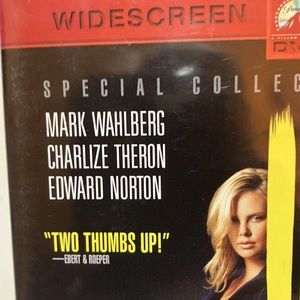 WIDESCREEN
SPECIAL COLLEC
MARK WAHLBERG
CHARLIZE THERON
EDWARD NORTON
"TWO THUMBS UP!"
—EBERT & ROEPER